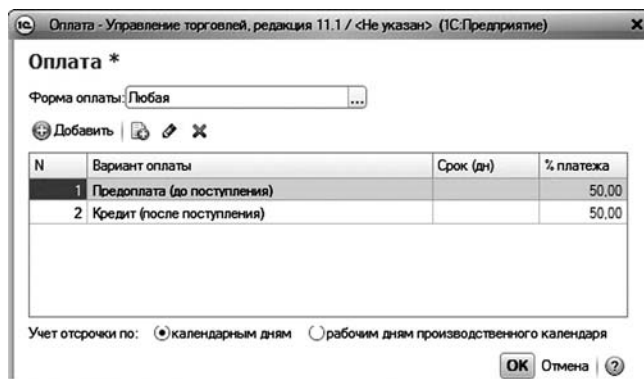 1С Оплата - Управление торговлей, редакция 11.1 / <Не указан> (1С:Предприятие) x
Оплата *
Форма оплаты: Любая ...
Добавить
N Вариант оплаты Срок (дн) % платежа
1 Предоплата (до поступления) 50,00
2 Кредит (после поступления) 50,00
Учет отсрочки по: календарным дням рабочим дням производственного календаря
ОК Отмена ?